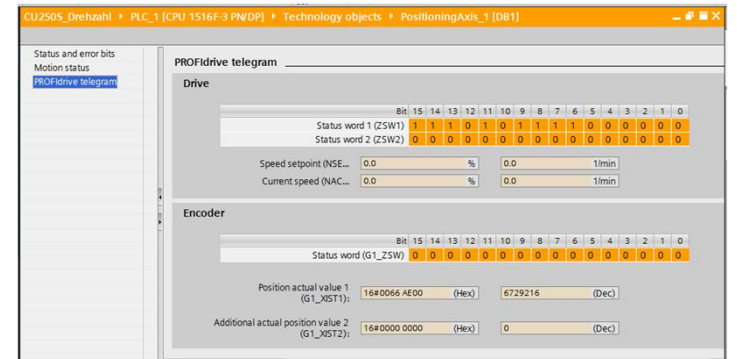 CU250S_Drehzahl ▸ PLC_1 [CPU 1516F-3 PN/DP] ▸ Technology objects ▸ PositioningAxis_1 [DB1]
Status and error bits
Motion status
PROFIdrive telegram
PROFIdrive telegram
Drive
Bit 15 14 13 12 11 10 9 8 7 6 5 4 3 2 1 0
Status word 1 (ZSW1) 1 1 1 0 1 0 1 1 1 1 0 0 0 0 0 0
Status word 2 (ZSW2) 0 0 0 0 0 0 0 0 0 0 0 0 0 0 0 0
Speed setpoint (NSE... 0.0 % 0.0 1/min
Current speed (NAC... 0.0 % 0.0 1/min
Encoder
Bit 15 14 13 12 11 10 9 8 7 6 5 4 3 2 1 0
Status word (G1_ZSW) 0 0 0 0 0 0 0 0 0 0 0 0 0 0 0 0
Position actual value 1
(G1_XIST1): 16#0066 AE00 (Hex) 6729216 (Dec)
Additional actual position value 2
(G1_XIST2): 16#0000 0000 (Hex) 0 (Dec)